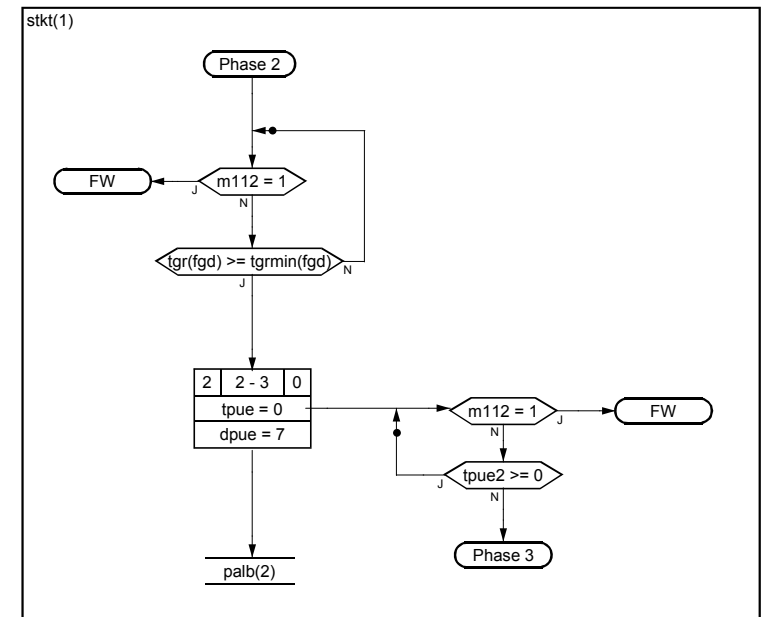 stkt(1)
Phase 2
FW
m112 = 1
J
N
tgr(fgd) >= tgrmin(fgd)
N
J
2 2 - 3 0
tpue = 0
dpue = 7
m112 = 1
FW
J
N
tpue2 >= 0
J
N
Phase 3
palb(2)